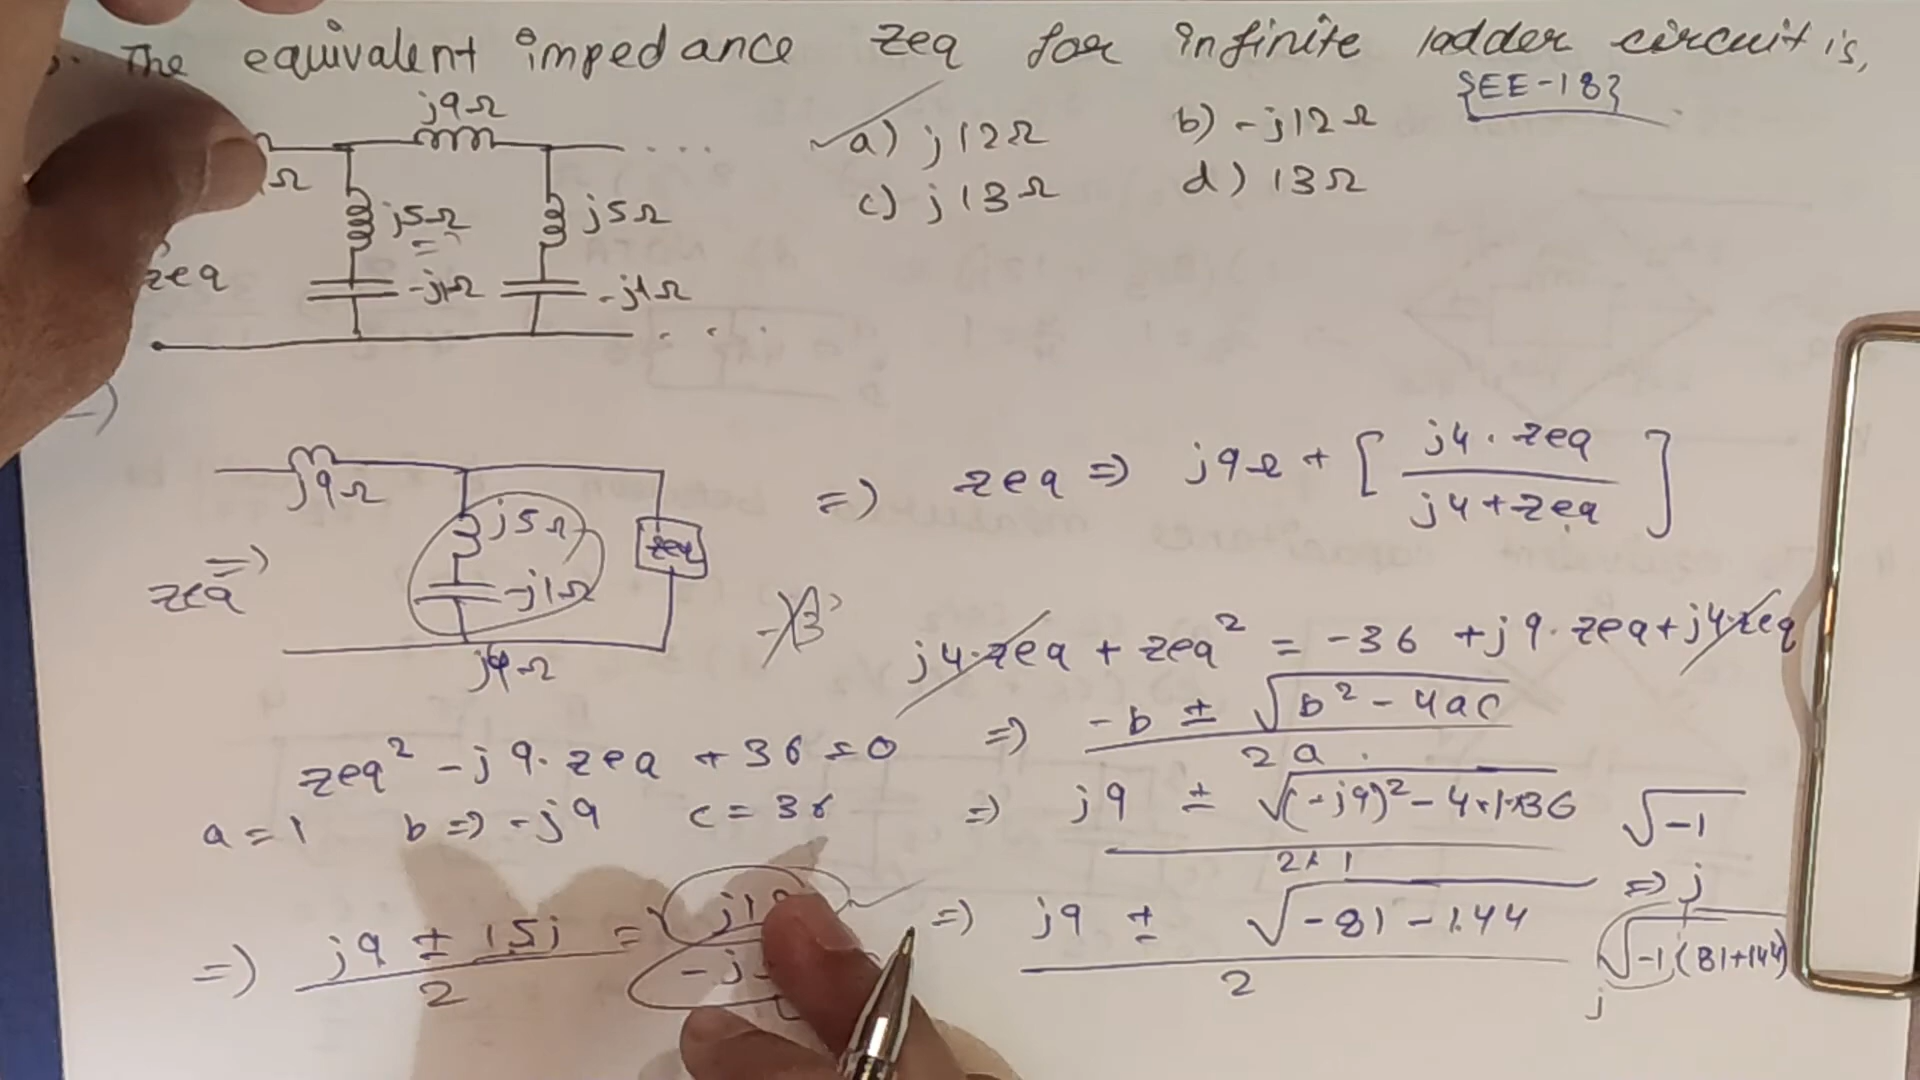 The equivalent impedance Zeq for infinite ladder circuit is,
{EE-18}
j9Ω
a) j12Ω
b) -j12Ω
c) j13Ω
d) 13Ω
Ω
j5Ω
j5Ω
zeq
-j1Ω
-j1Ω
j9Ω
j5Ω
-j1Ω
zeq
zeq
j4Ω
=) zeq => j9Ω + [ j4 . zeq / j4 + zeq ]
j4.zeq + zeq² = -36 + j9. zeq + j4.zeq
zeq² - j9. zeq + 36 = 0
a = 1 b => -j9 c = 36
=) -b ± √b² - 4ac / 2a
=) j9 ± √(-j9)² - 4×1×36 / 2×1
√-1
=> j
=) j9 ± √-81 - 144 / 2
√-1(81+144)
j
=) j9 ± 15j / 2 =